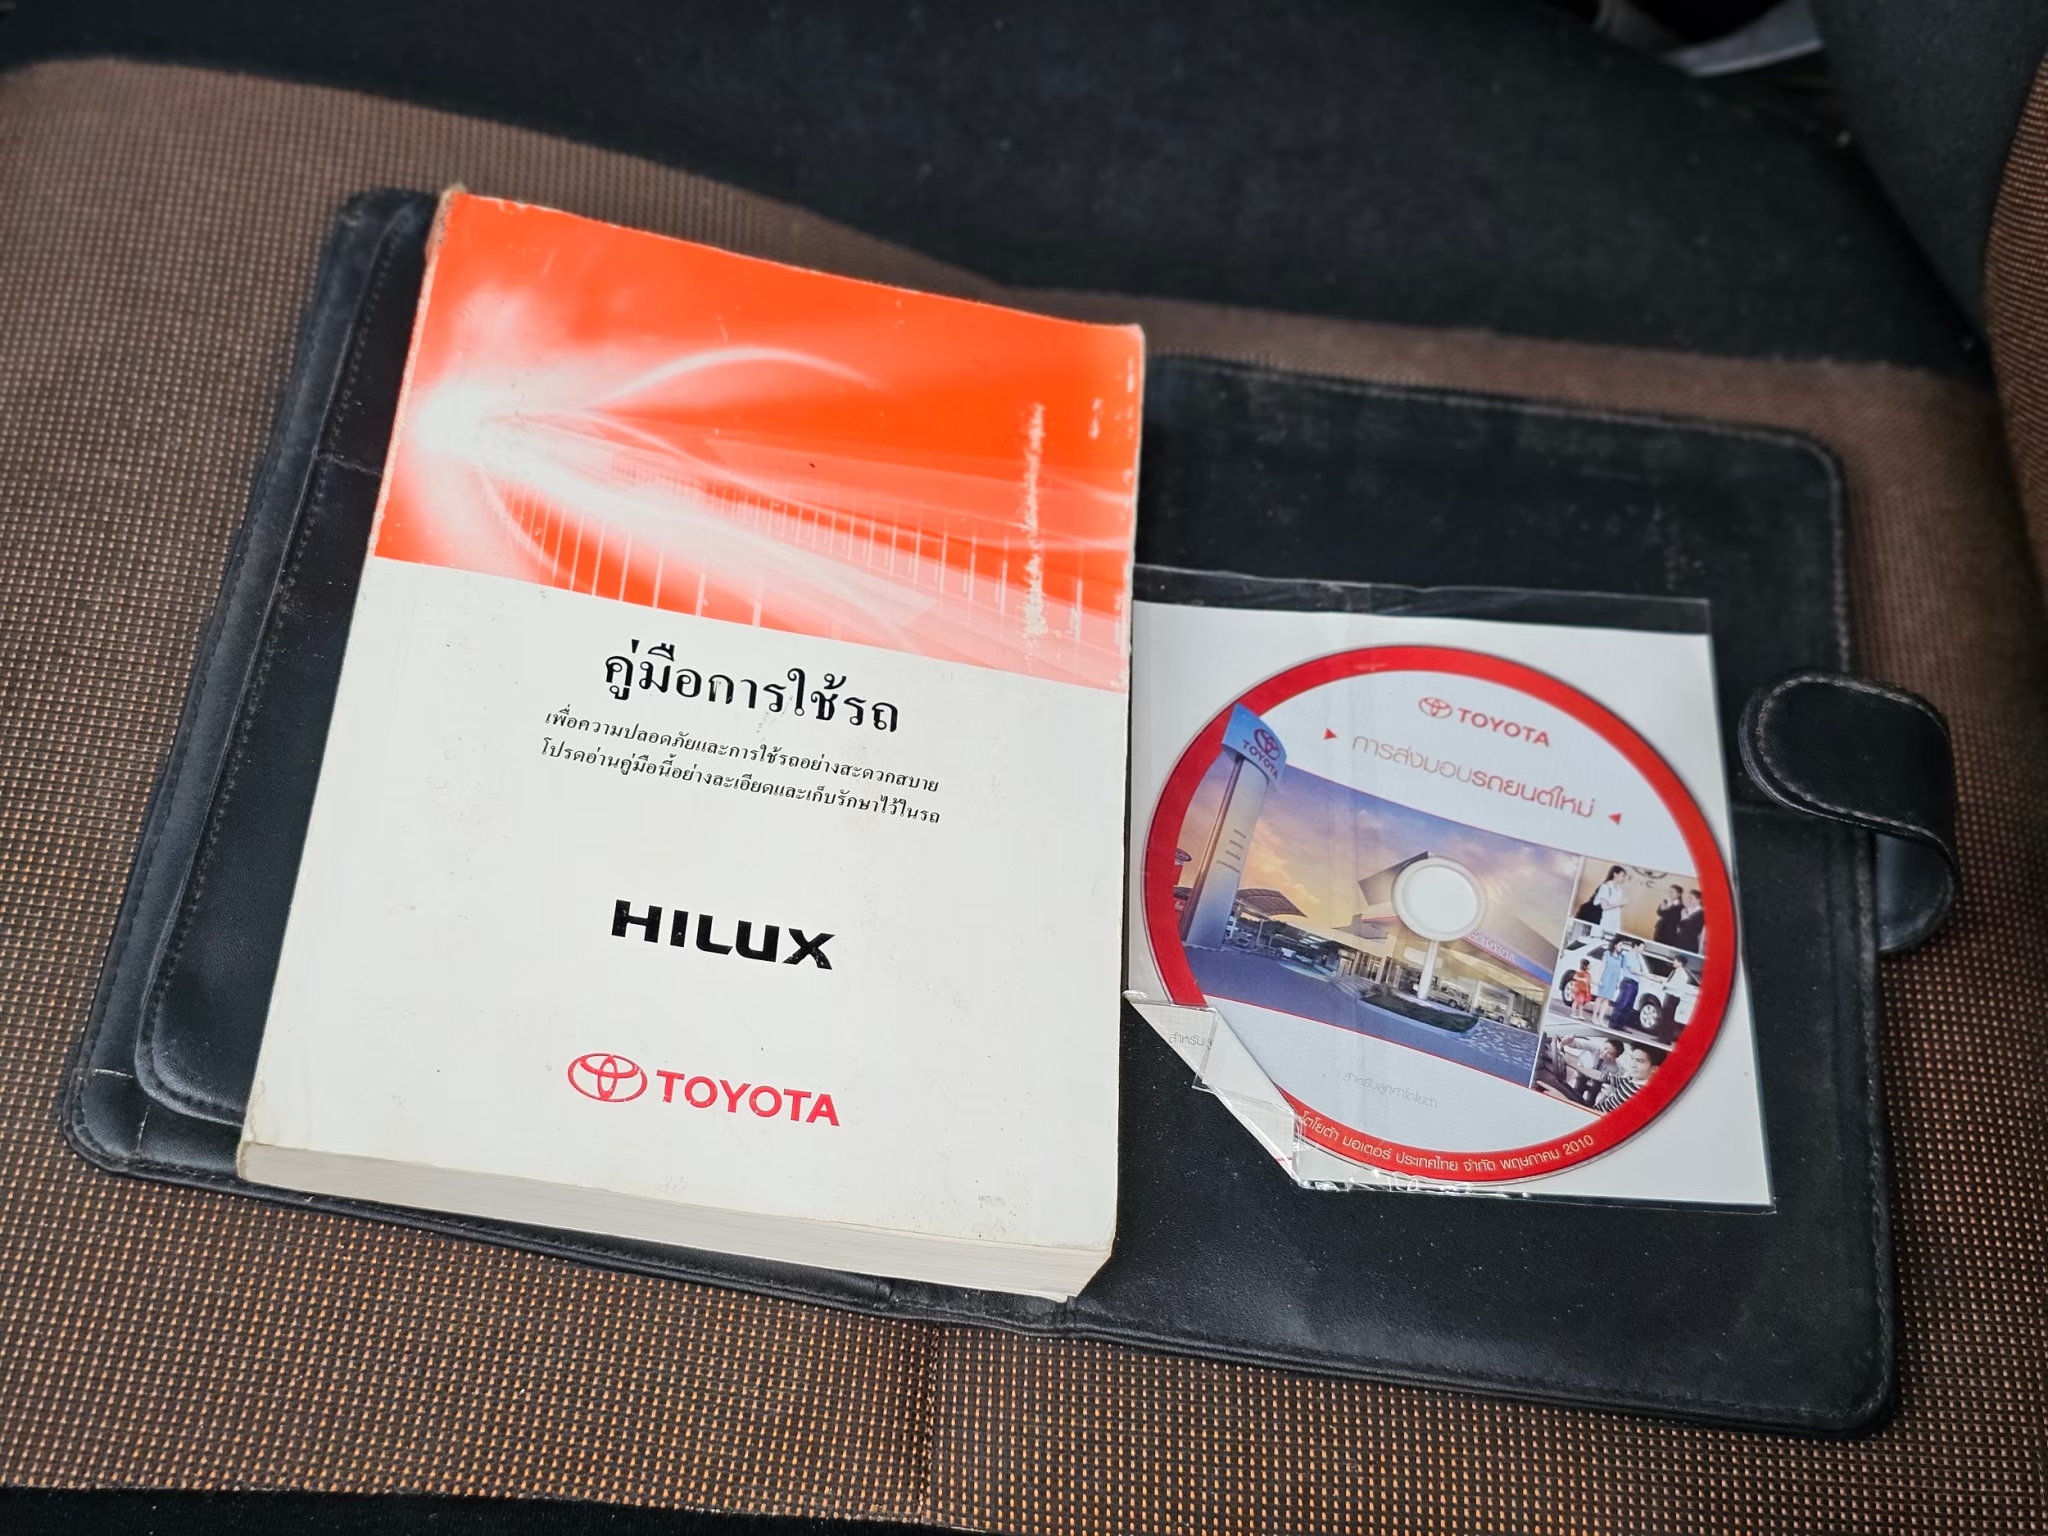 คู่มือการใช้รถ
เพื่อความปลอดภัยและการใช้รถอย่างสะดวกสบาย
โปรดอ่านคู่มือนี้อย่างละเอียดและเก็บรักษาไว้ในรถ
HILUX
TOYOTA
TOYOTA
การส่งมอบรถยนต์ใหม่
TOYOTA
TOYOTA
สำหรับ
สำหรับลูกค้าโตโยต้า
โตโยต้า มอเตอร์ ประเทศไทย จำกัด พฤษภาคม 2010